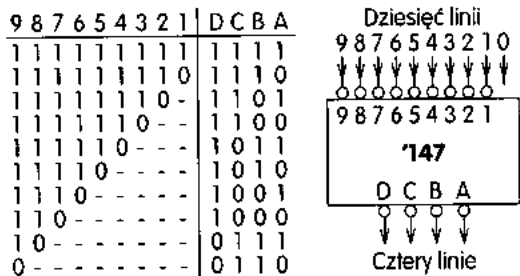 9 8 7 6 5 4 3 2 1 D C B A
1 1 1 1 1 1 1 1 1 1 1 1 1
1 1 1 1 1 1 1 1 0 1 1 1 0
1 1 1 1 1 1 1 0 - 1 1 0 1
1 1 1 1 1 1 0 - - 1 1 0 0
1 1 1 1 1 0 - - - 1 0 1 1
1 1 1 1 0 - - - - 1 0 1 0
1 1 1 0 - - - - - 1 0 0 1
1 1 0 - - - - - - 1 0 0 0
1 0 - - - - - - - 0 1 1 1
0 - - - - - - - - 0 1 1 0
Dziesięć linii
9 8 7 6 5 4 3 2 1 0
9 8 7 6 5 4 3 2 1
'147
D C B A
Cztery linie